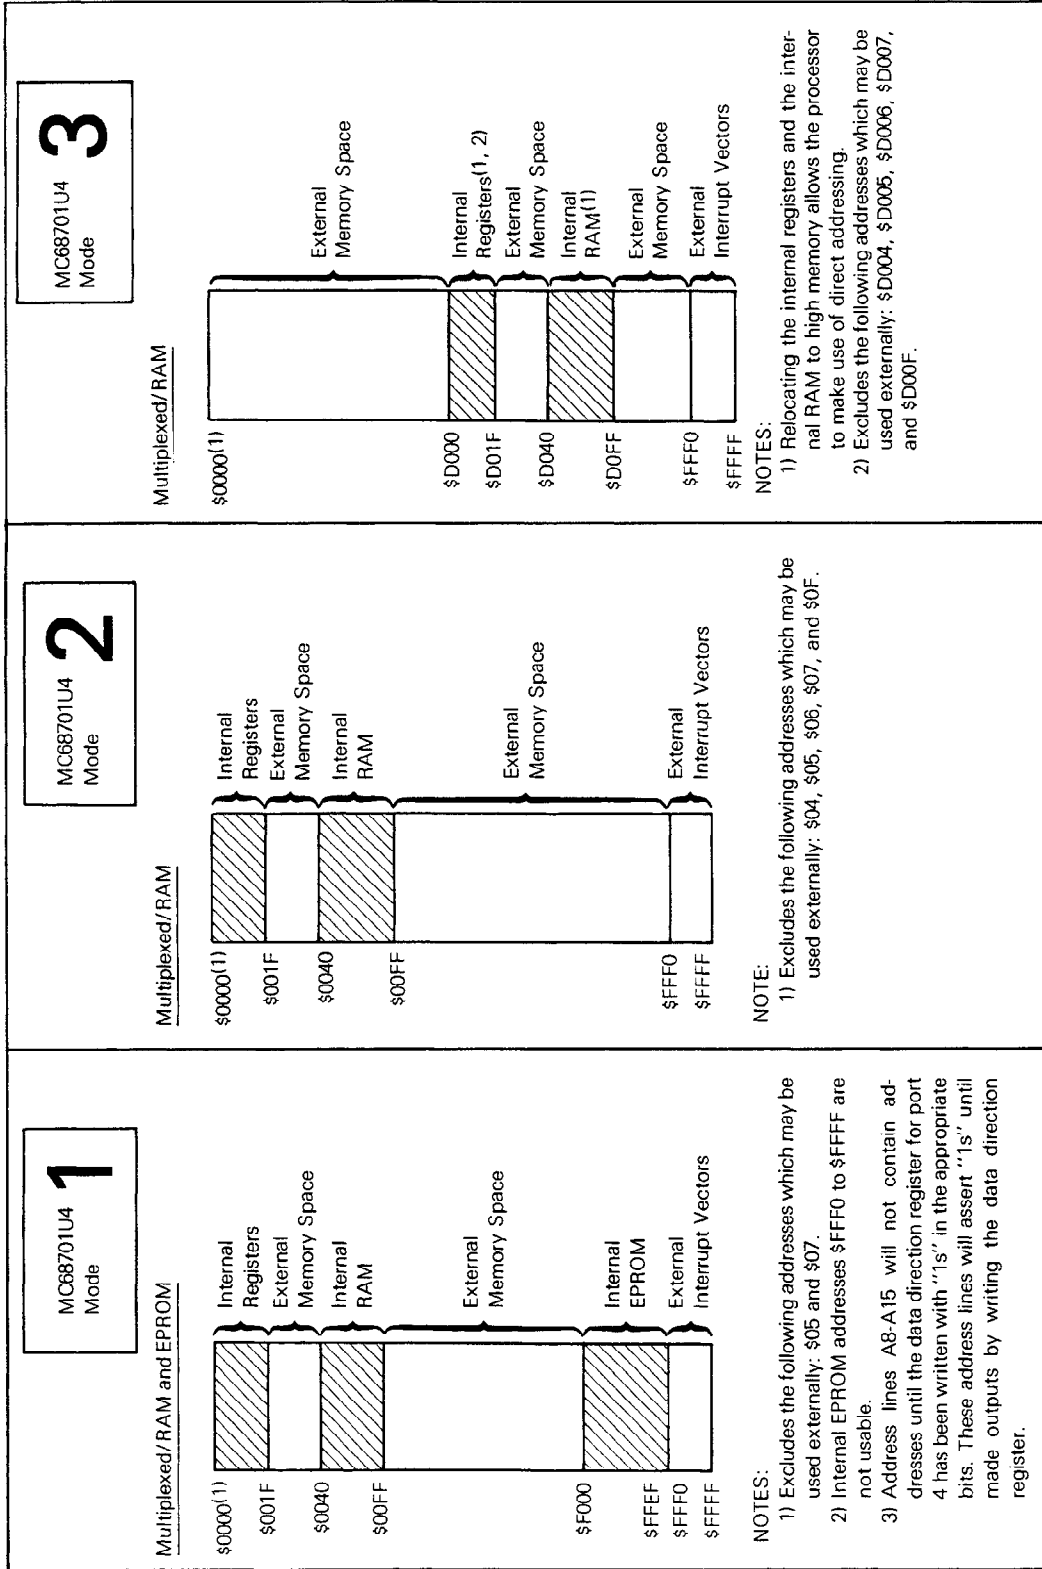 MC68701U4
Mode
1
Multiplexed/RAM and EPROM
$0000(1)
$001F
$0040
$00FF
$F000
$FFEF
$FFF0
$FFFF
Internal
Registers
External
Memory Space
Internal
RAM
External
Memory Space
Internal
EPROM
External
Interrupt Vectors
NOTES:
1) Excludes the following addresses which may be
used externally: $05 and $07.
2) Internal EPROM addresses $FFF0 to $FFFF are
not usable.
3) Address lines A8-A15 will not contain ad-
dresses until the data direction register for port
4 has been written with "1s" in the appropriate
bits. These address lines will assert "1s" until
made outputs by writing the data direction
register.
MC68701U4
Mode
2
Multiplexed/RAM
$0000(1)
$001F
$0040
$00FF
$FFF0
$FFFF
Internal
Registers
External
Memory Space
Internal
RAM
External
Memory Space
External
Interrupt Vectors
NOTE:
1) Excludes the following addresses which may be
used externally: $04, $05, $06, $07, and $0F.
MC68701U4
Mode
3
Multiplexed/RAM
$0000(1)
$D000
$D01F
$D040
$D0FF
$FFF0
$FFFF
External
Memory Space
Internal
Registers(1, 2)
External
Memory Space
Internal
RAM(1)
External
Memory Space
External
Interrupt Vectors
NOTES:
1) Relocating the internal registers and the inter-
nal RAM to high memory allows the processor
to make use of direct addressing.
2) Excludes the following addresses which may be
used externally: $D004, $D005, $D006, $D007,
and $D00F.